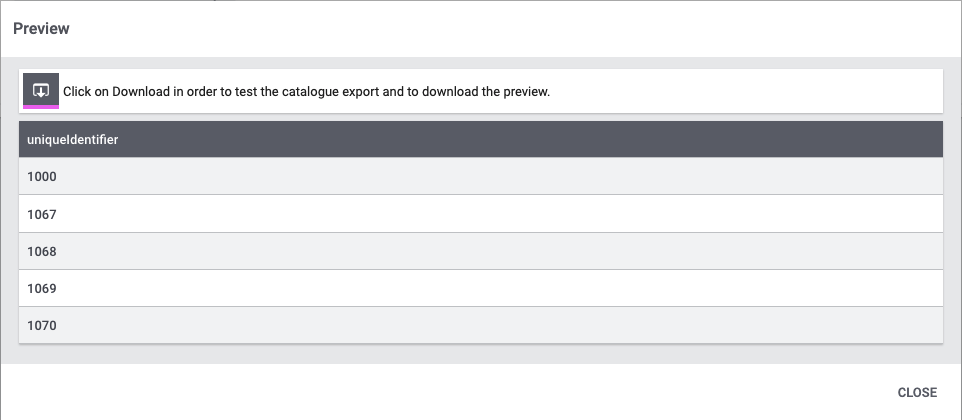 Preview
Click on Download in order to test the catalogue export and to download the preview.
uniqueIdentifier
1000
1067
1068
1069
1070
CLOSE